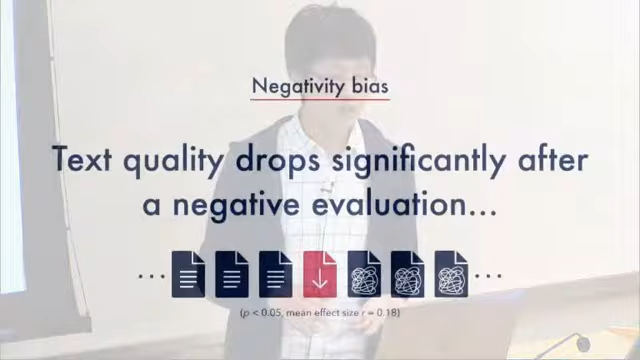 Negativity bias
Text quality drops significantly after
a negative evaluation...
(p < 0.05, mean effect size r = 0.18)